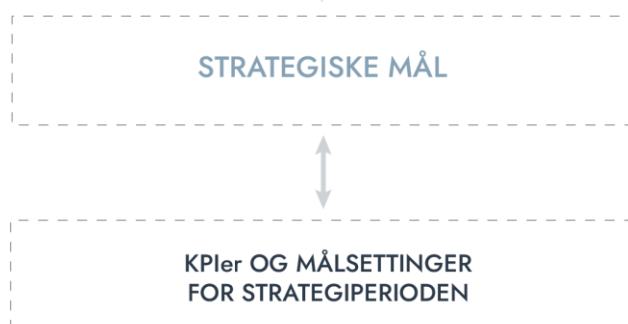 STRATEGISKE MÅL
KPIer OG MÅLSETTINGER
FOR STRATEGIPERIODEN